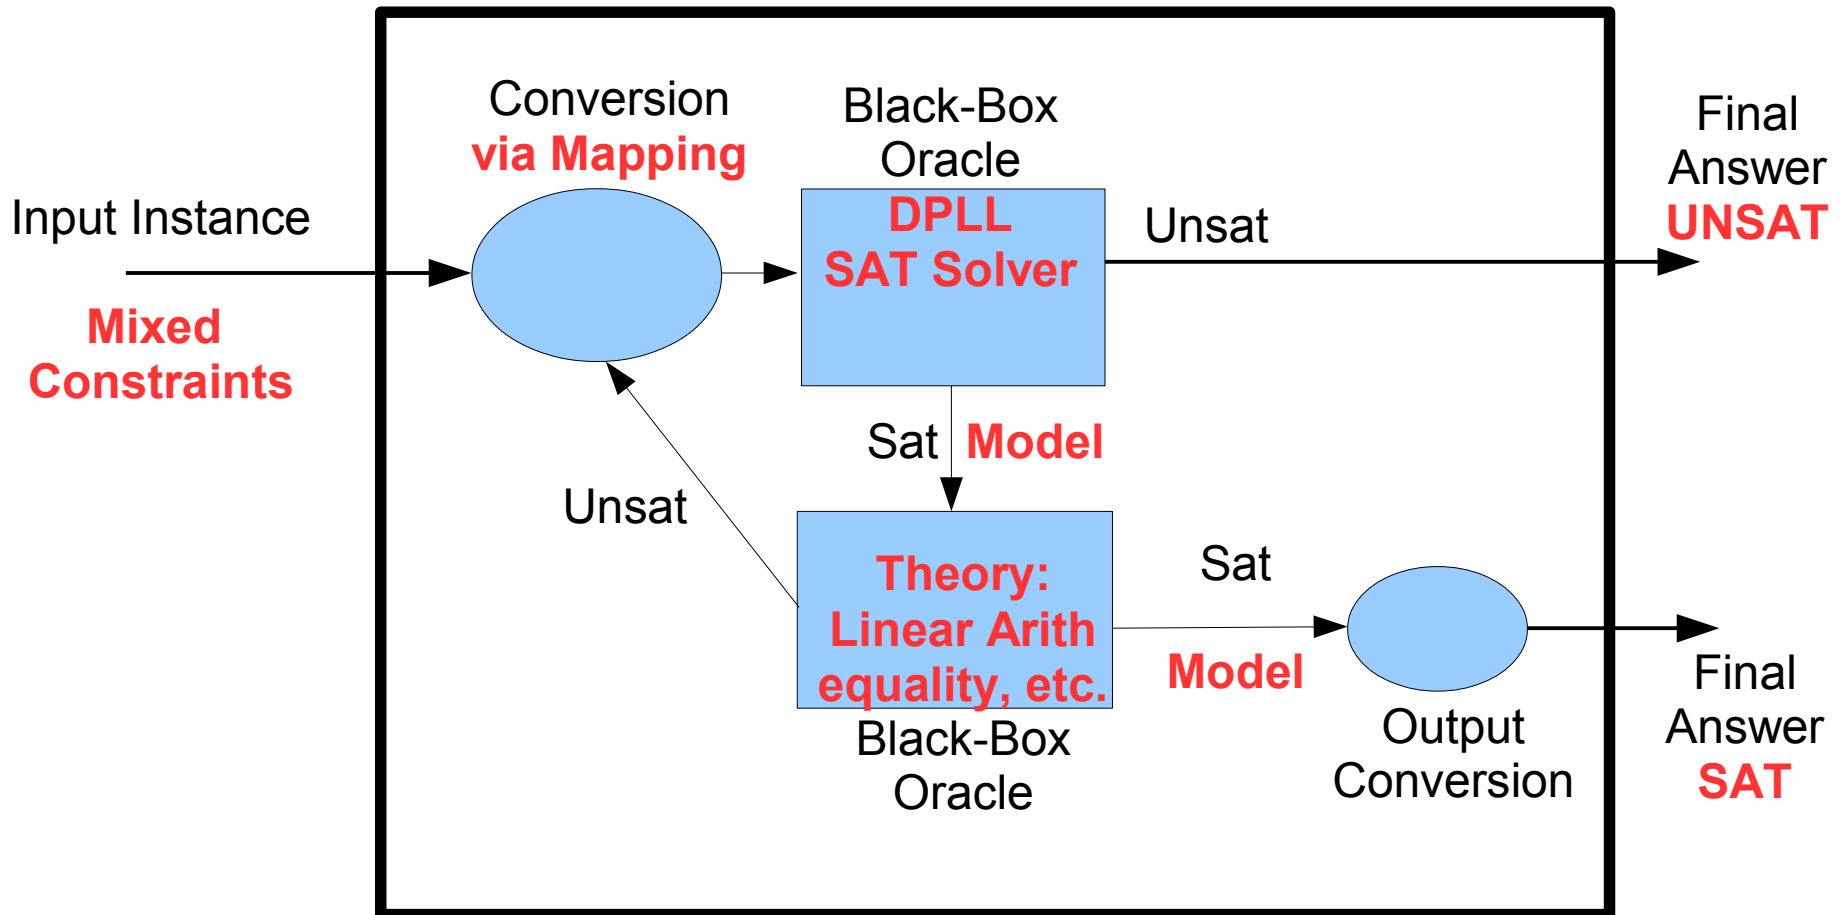 Input Instance
Mixed
Constraints
Conversion
via Mapping
Black-Box
Oracle
DPLL
SAT Solver
Unsat
Final
Answer
UNSAT
Sat
Model
Unsat
Theory:
Linear Arith
equality, etc.
Black-Box
Oracle
Sat
Model
Output
Conversion
Final
Answer
SAT